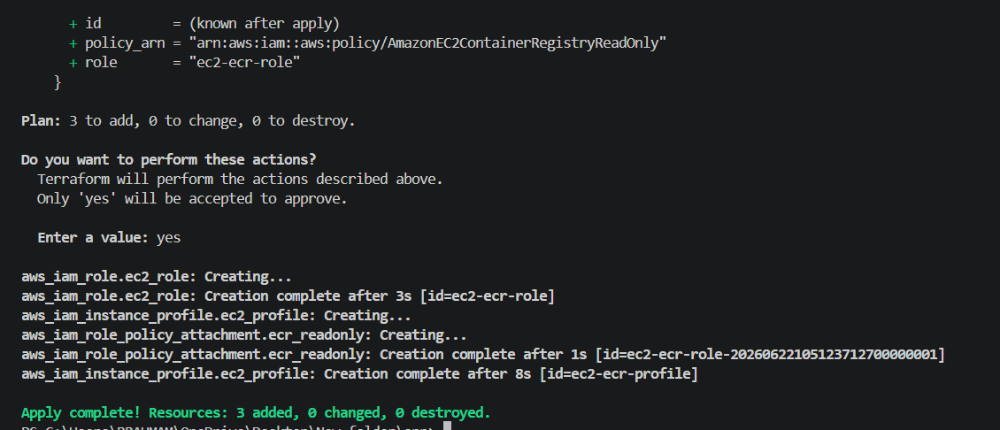 + id          = (known after apply)
+ policy_arn = "arn:aws:iam::aws:policy/AmazonEC2ContainerRegistryReadOnly"
+ role       = "ec2-ecr-role"
}
Plan: 3 to add, 0 to change, 0 to destroy.
Do you want to perform these actions?
Terraform will perform the actions described above.
Only 'yes' will be accepted to approve.
Enter a value: yes
aws_iam_role.ec2_role: Creating...
aws_iam_role.ec2_role: Creation complete after 3s [id=ec2-ecr-role]
aws_iam_instance_profile.ec2_profile: Creating...
aws_iam_role_policy_attachment.ecr_readonly: Creating...
aws_iam_role_policy_attachment.ecr_readonly: Creation complete after 1s [id=ec2-ecr-role-20260622105123712700000001]
aws_iam_instance_profile.ec2_profile: Creation complete after 8s [id=ec2-ecr-profile]
Apply complete! Resources: 3 added, 0 changed, 0 destroyed.